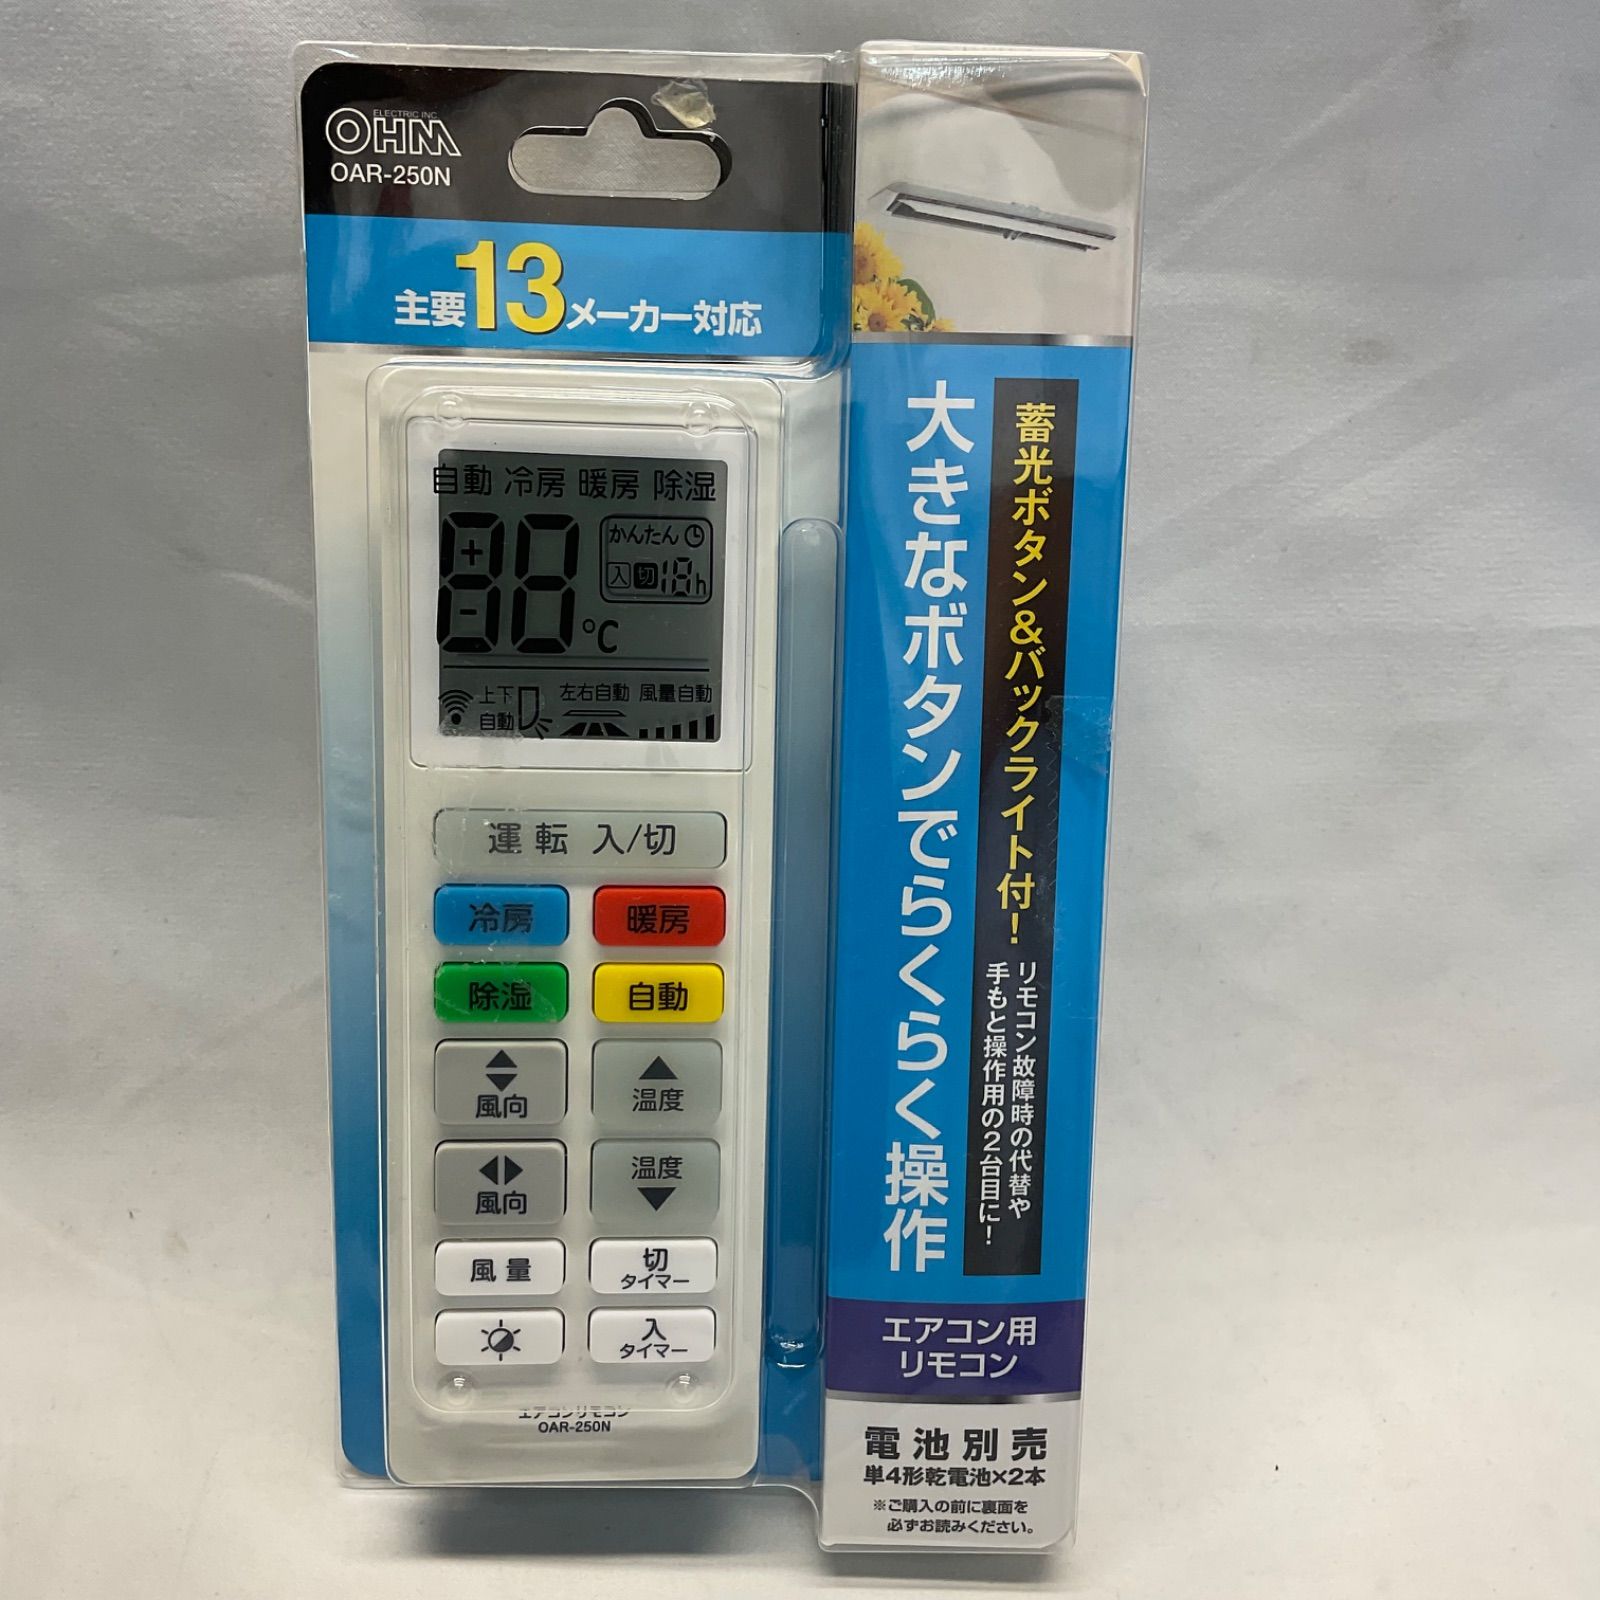 ELECTRIC INC.
OHM
OAR-250N
主要13メーカー対応
自動 冷房 暖房 除湿
88℃
かんたん
入 切 18h
上下
自動
左右自動 風量自動
運転 入/切
冷房
暖房
除湿
自動
風向
温度
風向
温度
風量
切
タイマー
入
タイマー
エアコンリモコン
OAR-250N
蓄光ボタン&バックライト付!
リモコン故障時の代替や
手もと操作用の2台目に!
大きなボタンでらくらく操作
エアコン用
リモコン
電池別売
単4形乾電池×2本
※ご購入の前に裏面を
必ずお読みください。